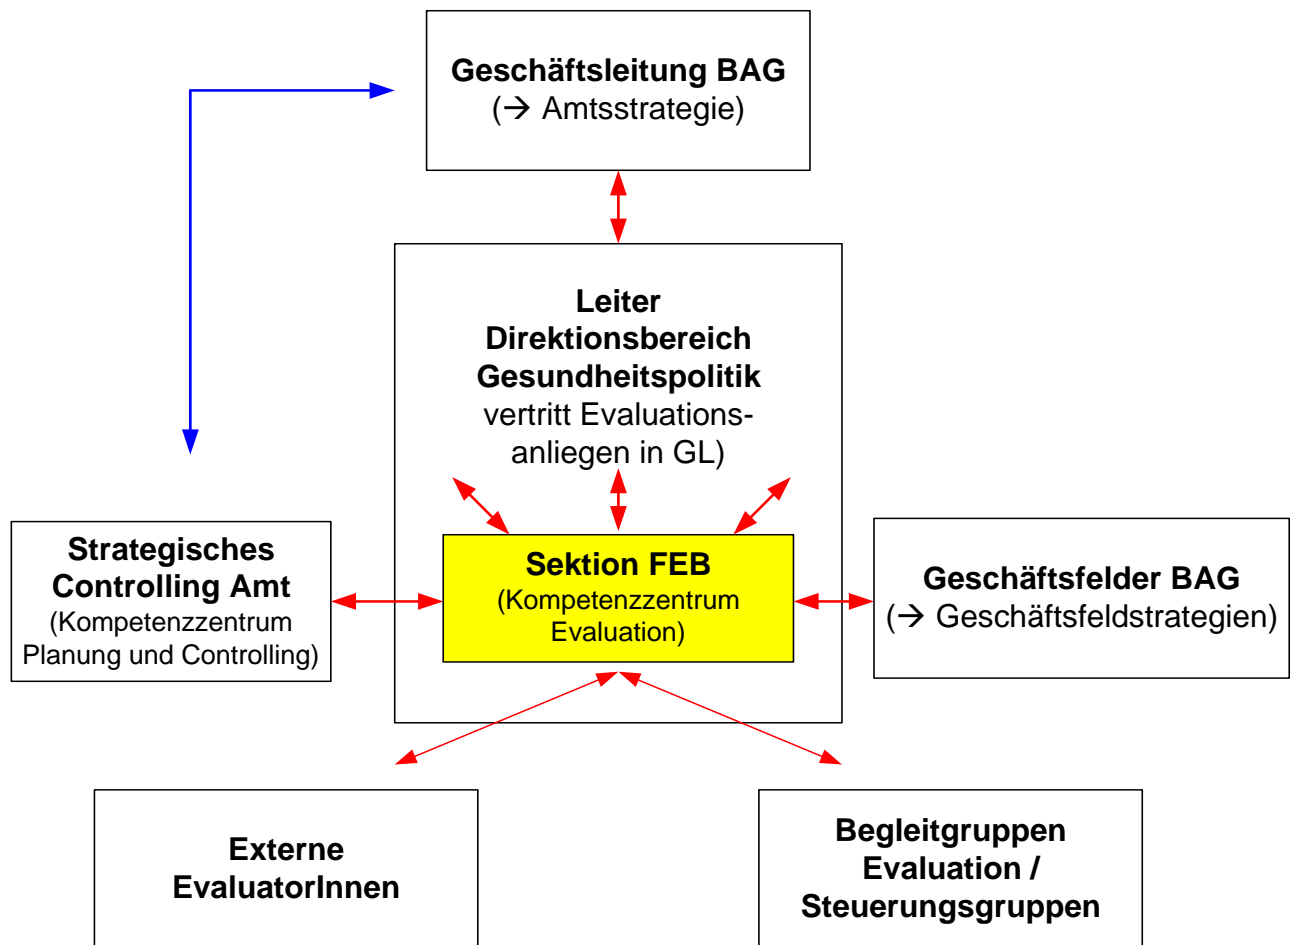 Geschäftsleitung BAG
(→ Amtsstrategie)
Leiter
Direktionsbereich
Gesundheitspolitik
vertritt Evaluations-
anliegen in GL)
Strategisches
Controlling Amt
(Kompetenzzentrum
Planung und Controlling)
Sektion FEB
(Kompetenzzentrum
Evaluation)
Geschäftsfelder BAG
(→ Geschäftsfeldstrategien)
Externe
EvaluatorInnen
Begleitgruppen
Evaluation /
Steuerungsgruppen